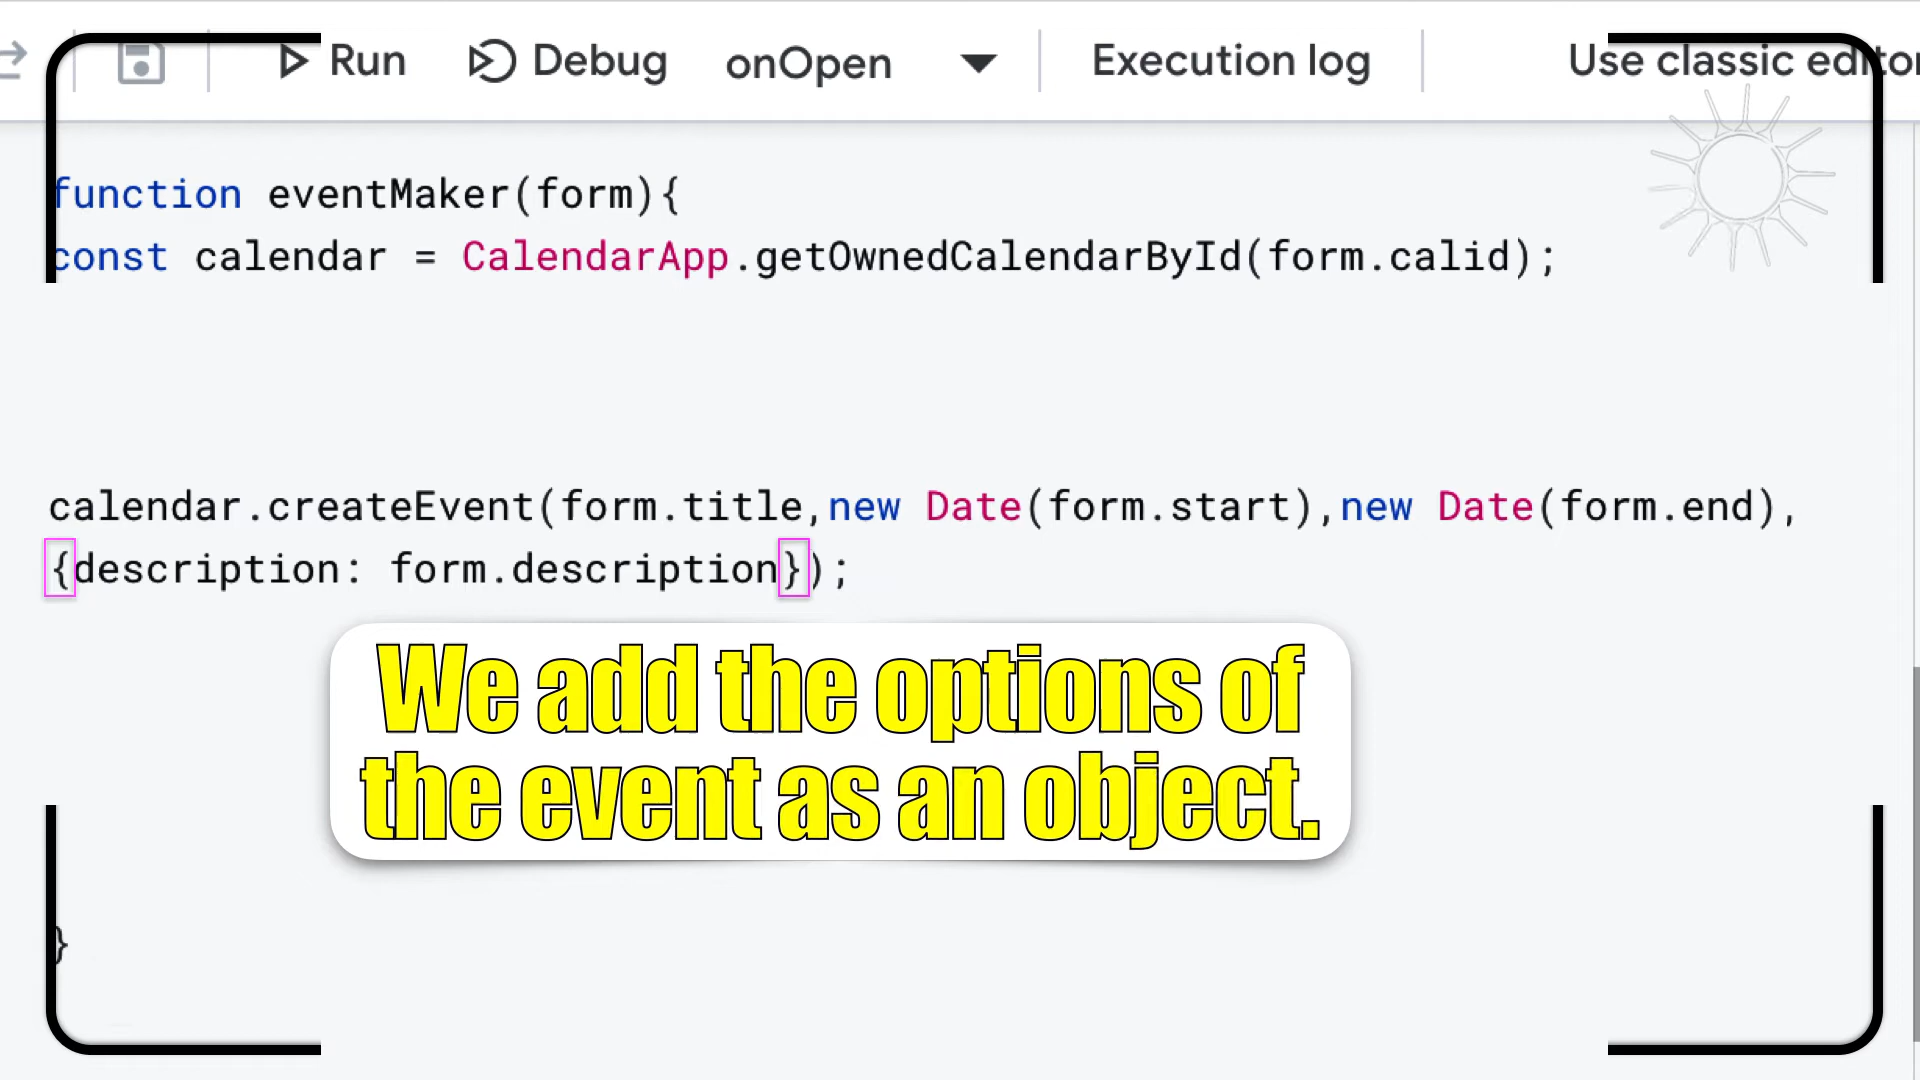 Run Debug onOpen Execution log Use classic editor
function eventMaker(form){
const calendar = CalendarApp.getOwnedCalendarById(form.calid);
calendar.createEvent(form.title,new Date(form.start),new Date(form.end),
{description: form.description});
We add the options of
the event as an object.
}